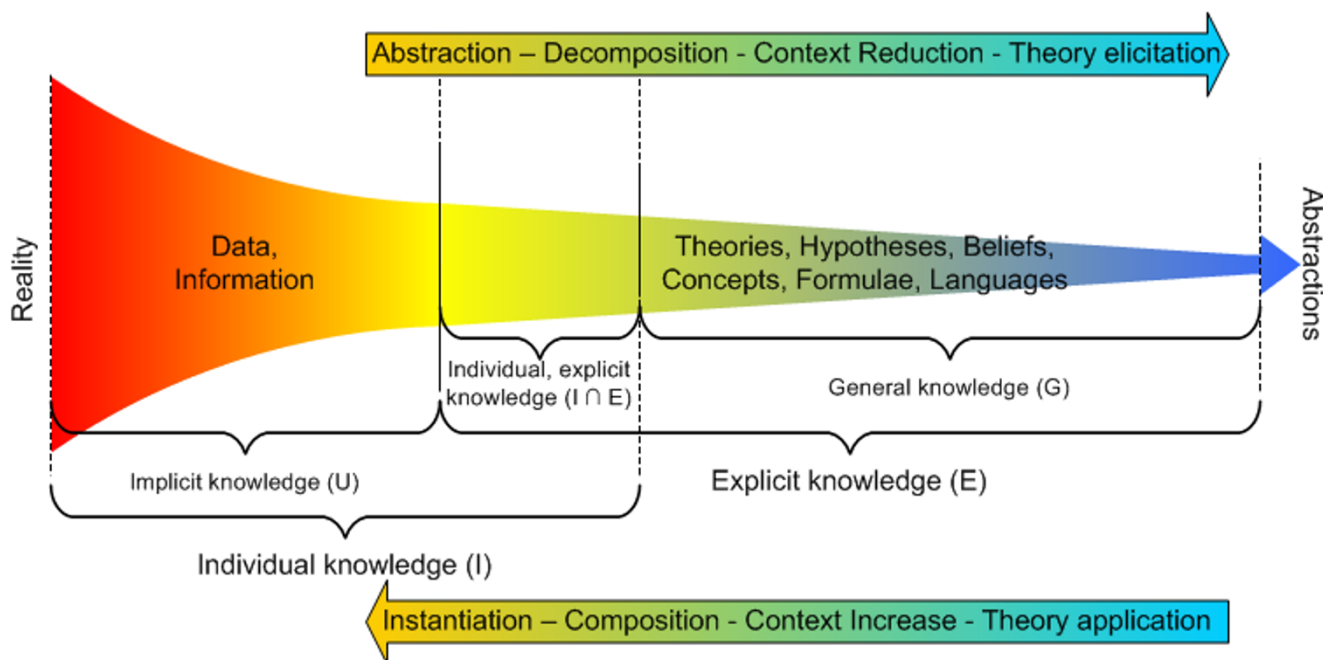 Abstraction – Decomposition - Context Reduction - Theory elicitation
Reality
Data,
Information
Theories, Hypotheses, Beliefs,
Concepts, Formulae, Languages
Abstractions
Individual, explicit
knowledge (I ∩ E)
General knowledge (G)
Implicit knowledge (U)
Explicit knowledge (E)
Individual knowledge (I)
Instantiation – Composition - Context Increase - Theory application